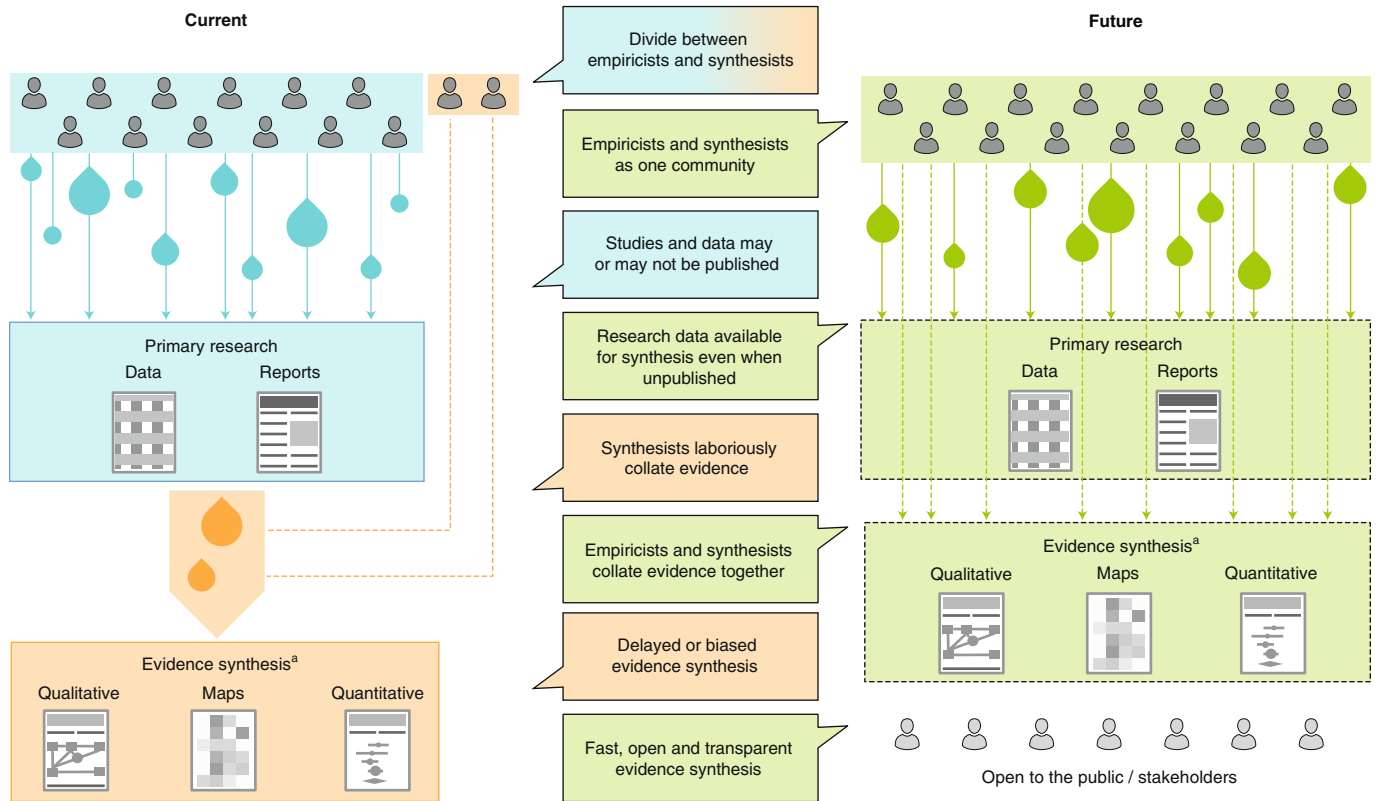 Current
Divide between
empiricists and synthesists
Future
Empiricists and synthesists
as one community
Studies and data may
or may not be published
Primary research
Data
Reports
Research data available
for synthesis even when
unpublished
Primary research
Data
Reports
Synthesists laboriously
collate evidence
Empiricists and synthesists
collate evidence together
Evidence synthesisᵃ
Qualitative
Maps
Quantitative
Evidence synthesisᵃ
Qualitative
Maps
Quantitative
Delayed or biased
evidence synthesis
Fast, open and transparent
evidence synthesis
Open to the public / stakeholders